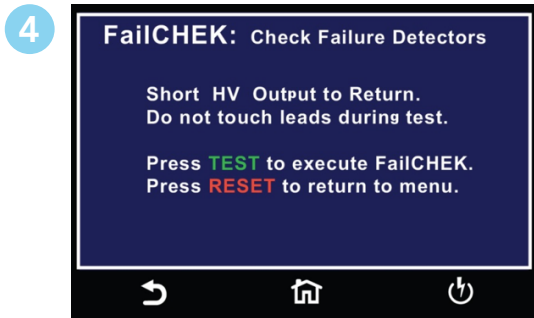 4
FailCHEK: Check Failure Detectors
Short HV Output to Return.
Do not touch leads during test.
Press TEST to execute FailCHEK.
Press RESET to return to menu.